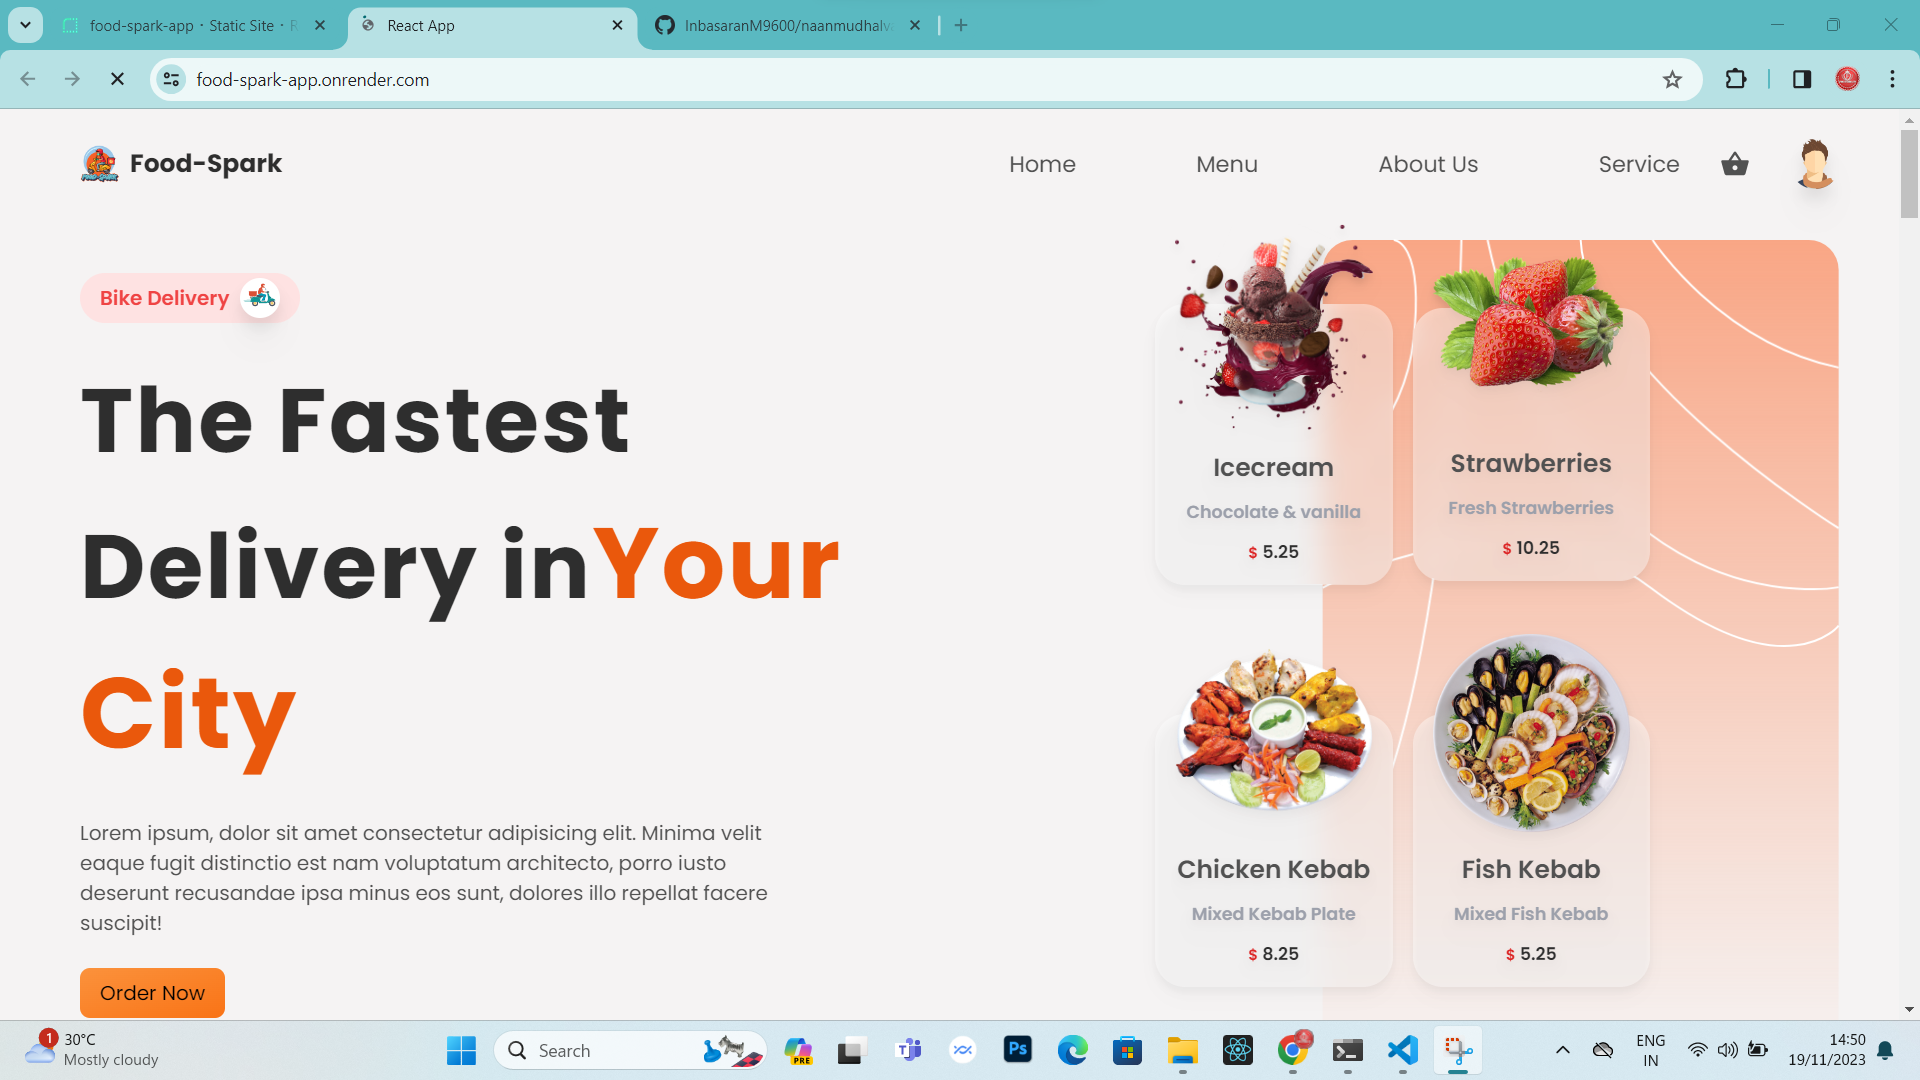 food-spark-app · Static Site ·
React App
InbasaranM9600/naanmudhalv
food-spark-app.onrender.com
Food-Spark
Home
Menu
About Us
Service
Bike Delivery
The Fastest
Delivery inYour
City
Lorem ipsum, dolor sit amet consectetur adipisicing elit. Minima velit
eaque fugit distinctio est nam voluptatum architecto, porro iusto
deserunt recusandae ipsa minus eos sunt, dolores illo repellat facere
suscipit!
Order Now
Icecream
Chocolate & vanilla
$ 5.25
Strawberries
Fresh Strawberries
$ 10.25
Chicken Kebab
Mixed Kebab Plate
$ 8.25
Fish Kebab
Mixed Fish Kebab
$ 5.25
1
30°C
Mostly cloudy
Search
PRE
Ps
ENG
IN
14:50
19/11/2023